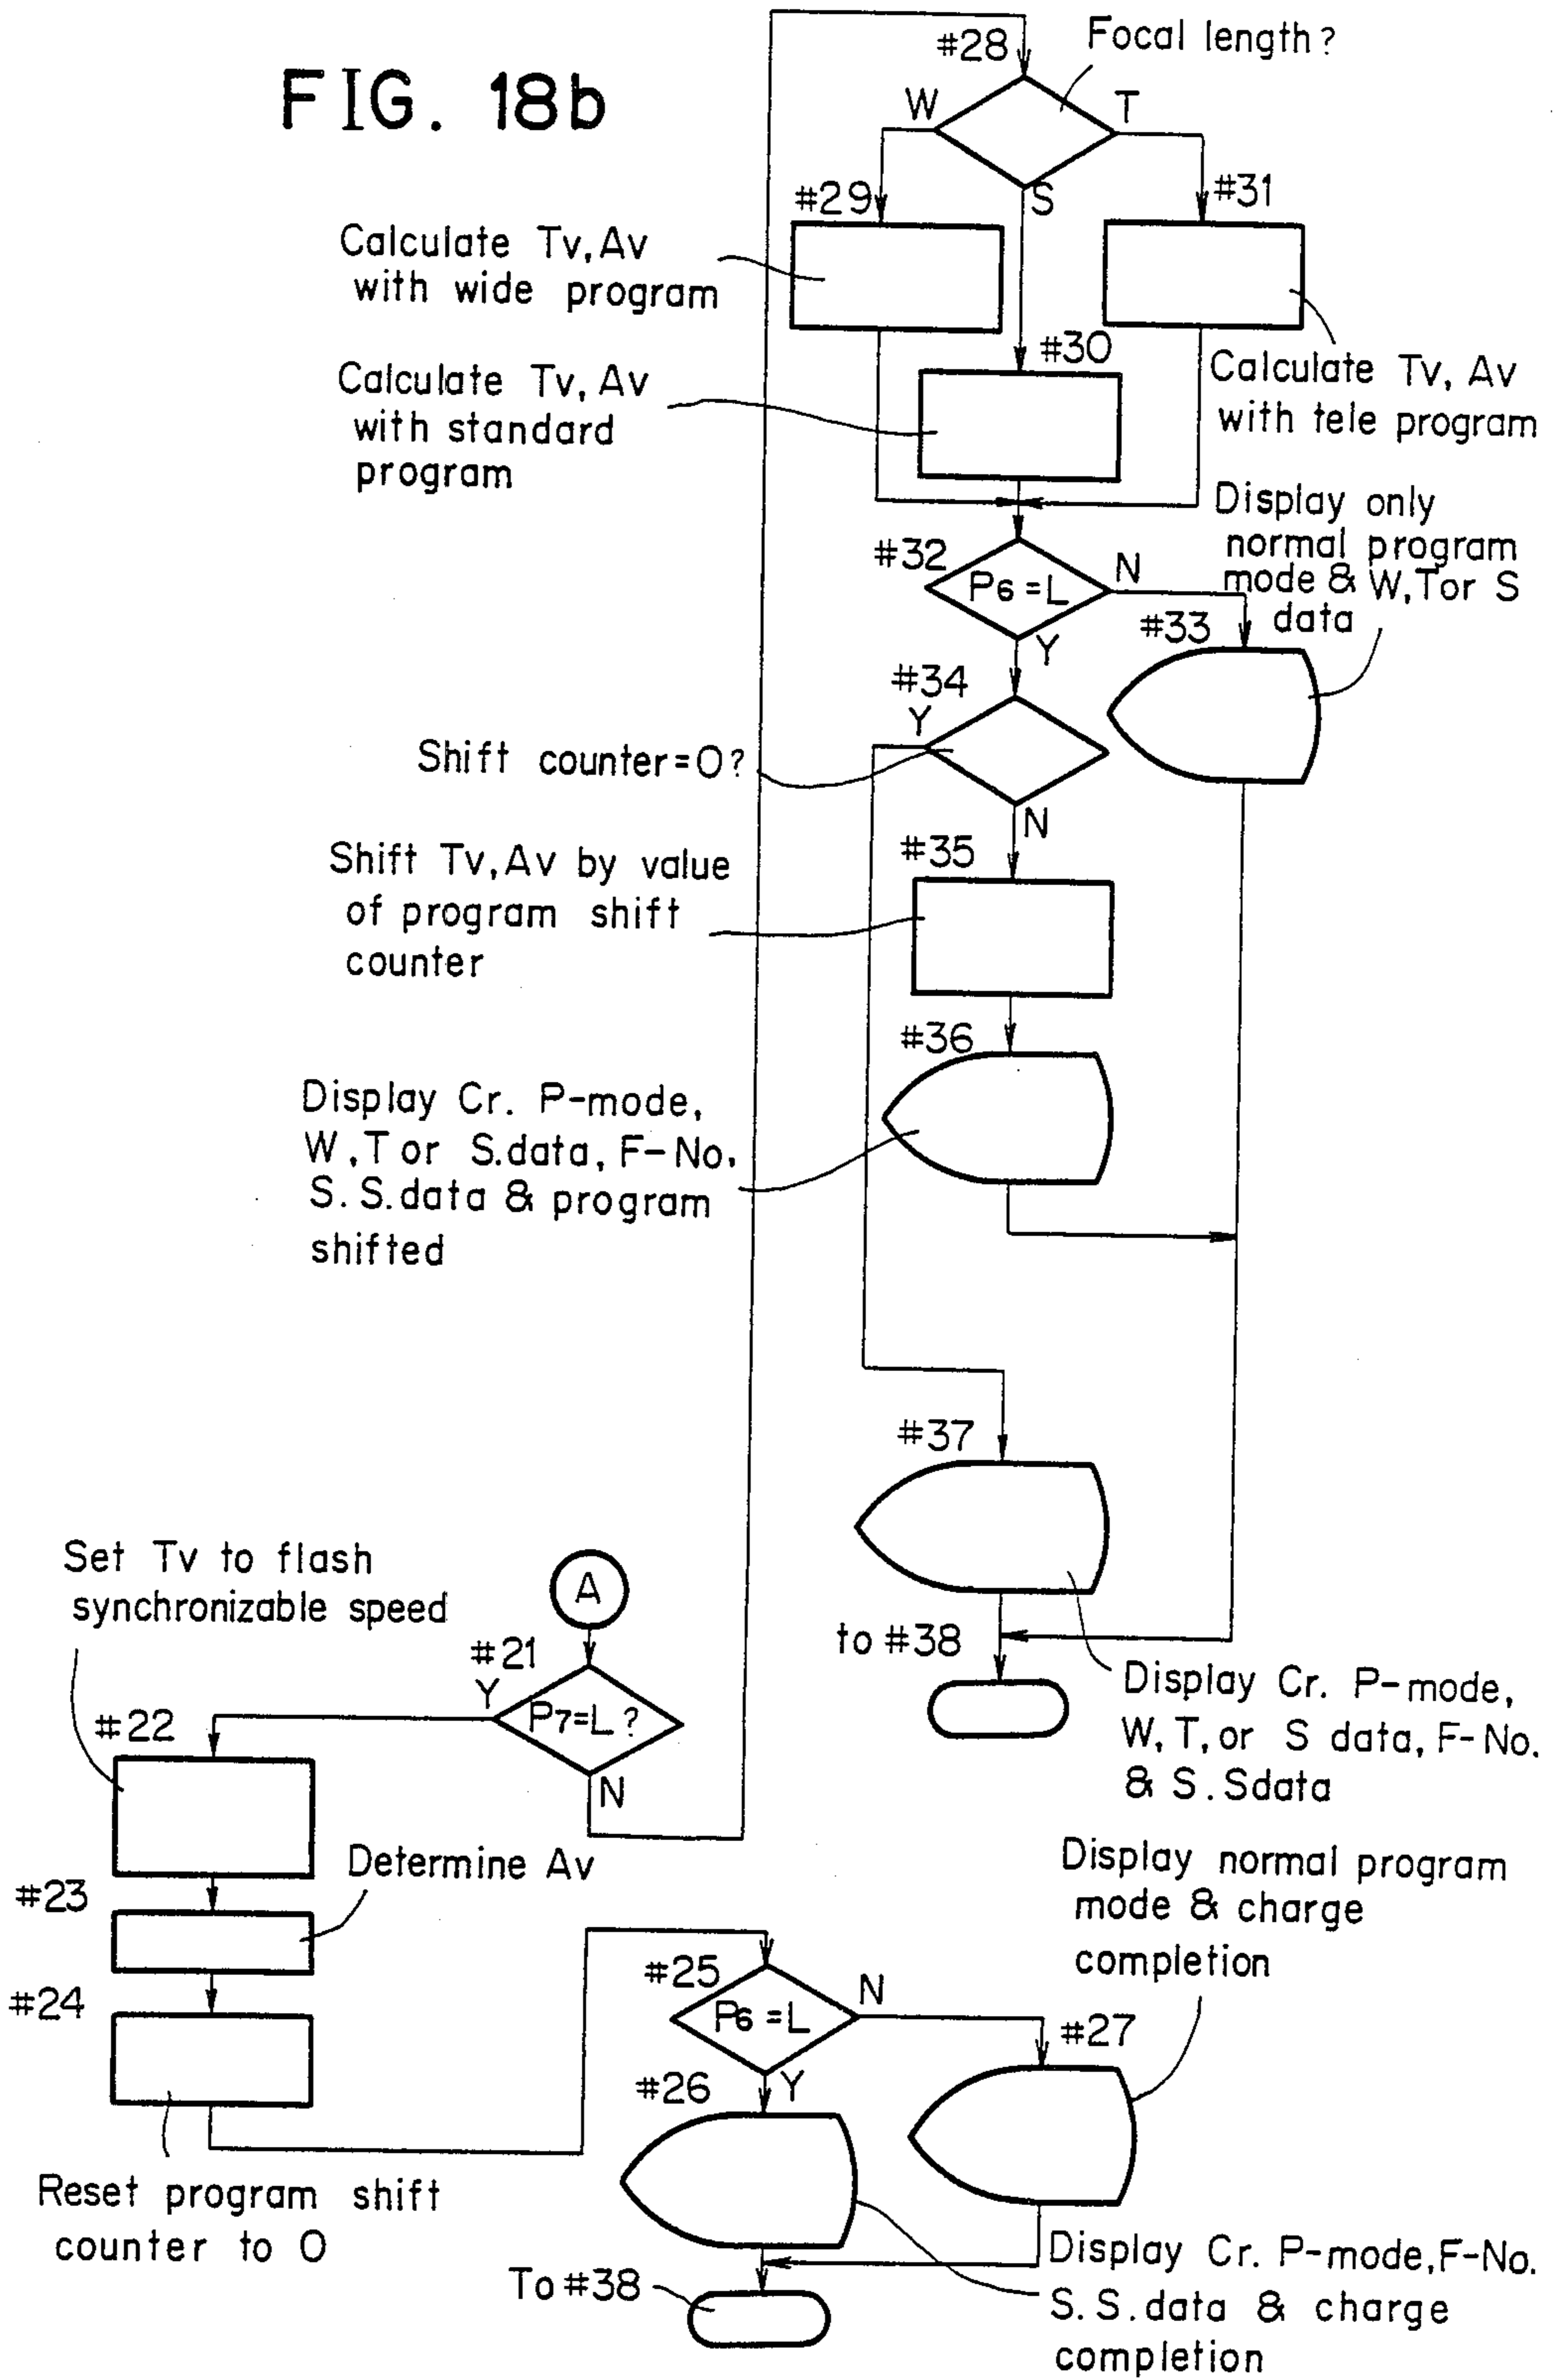 FIG. 18b
#28
Focal length?
W
T
S
#29
#31
Calculate Tv, Av
with wide program
#30
Calculate Tv, Av
with standard
program
Calculate Tv, Av
with tele program
Display only
normal program
mode & W,Tor S
data
#32
P6=L
N
Y
#33
#34
Y
Shift counter=0?
N
#35
Shift Tv,Av by value
of program shift
counter
#36
Display Cr. P-mode,
W,T or S.data, F-No.
S.S.data & program
shifted
#37
to #38
Display Cr. P-mode,
W, T, or S data, F-No.
& S.Sdata
Set Tv to flash
synchronizable speed
A
#21
Y
P7=L?
N
#22
#23
Determine Av
#24
Reset program shift
counter to 0
#25
P6=L
N
Y
#26
#27
Display normal program
mode & charge
completion
To #38
Display Cr. P-mode,F-No.
S.S.data & charge
completion